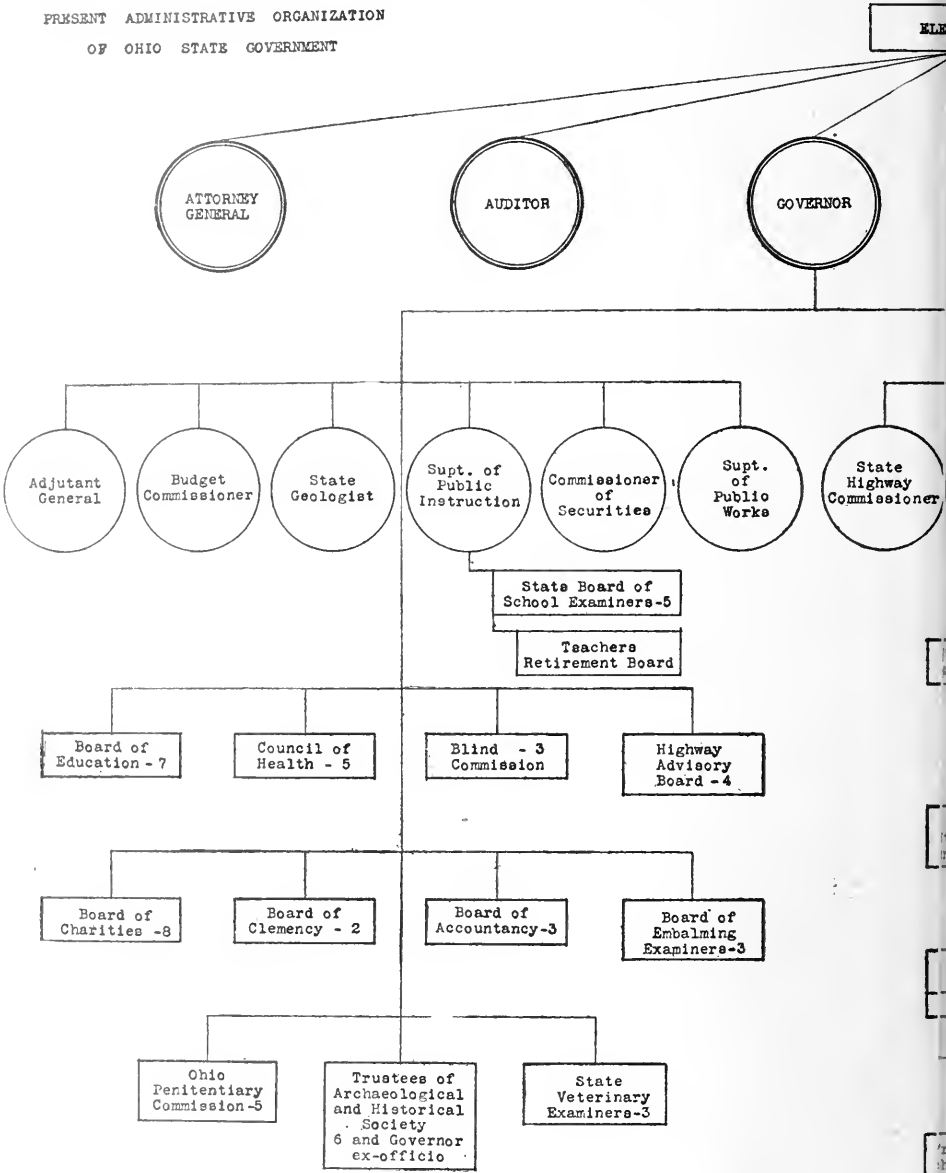 PRESENT ADMINISTRATIVE ORGANIZATION
OF OHIO STATE GOVERNMENT
ELE
ATTORNEY
GENERAL
AUDITOR
GOVERNOR
Adjutant
General
Budget
Commissioner
State
Geologist
Supt. of
Public
Instruction
Commissioner
of
Securities
Supt.
of
Public
Works
State
Highway
Commissioner
State Board of
School Examiners-5
Teachers
Retirement Board
Board of
Education - 7
Council of
Health - 5
Blind - 3
Commission
Highway
Advisory
Board - 4
Board of
Charities -8
Board of
Clemency - 2
Board of
Accountancy-3
Board of
Embalming
Examiners-3
Ohio
Penitentiary
Commission-5
Trustees of
Archaeological
and Historical
Society
6 and Governor
ex-officio
State
Veterinary
Examiners-3